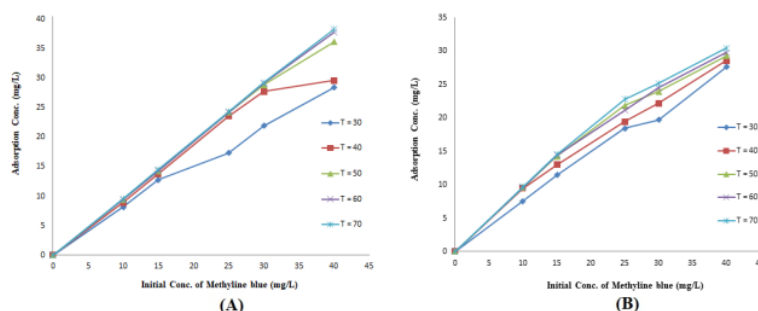 40
35
30
25
20
15
10
5
0
Adsorption Conc. (mg/L)
0 5 10 15 20 25 30 35 40 45
Initial Conc. of Methyline blue (mg/L)
T = 30
T = 40
T = 50
T = 60
T = 70
(A)
35
30
25
20
15
10
5
0
Adsorption Conc. (mg/L)
0 5 10 15 20 25 30 35 40 45
Initial Conc. of Methyline blue (mg/L)
T = 30
T = 40
T = 50
T = 60
T = 70
(B)